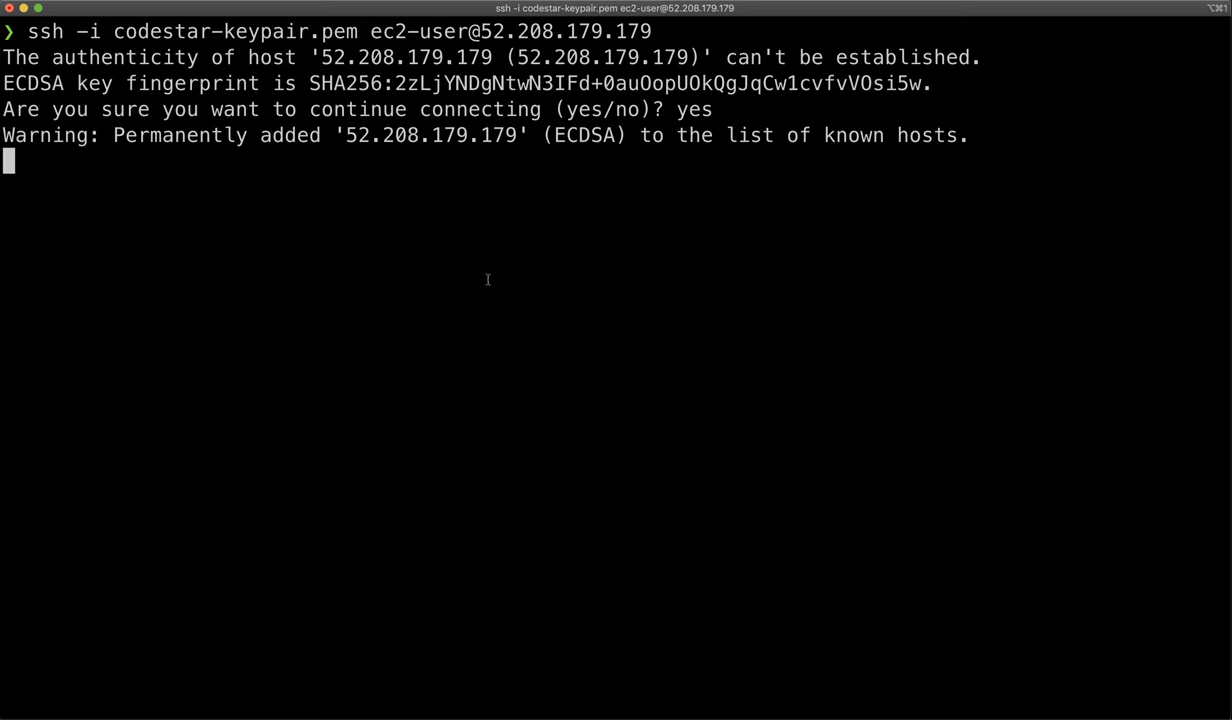 ssh -i codestar-keypair.pem ec2-user@52.208.179.179
⌥⌘1
❯ ssh -i codestar-keypair.pem ec2-user@52.208.179.179
The authenticity of host '52.208.179.179 (52.208.179.179)' can't be established.
ECDSA key fingerprint is SHA256:2zLjYNDgNtwN3IFd+0auOopUOkQgJqCw1cvfvVOsi5w.
Are you sure you want to continue connecting (yes/no)? yes
Warning: Permanently added '52.208.179.179' (ECDSA) to the list of known hosts.